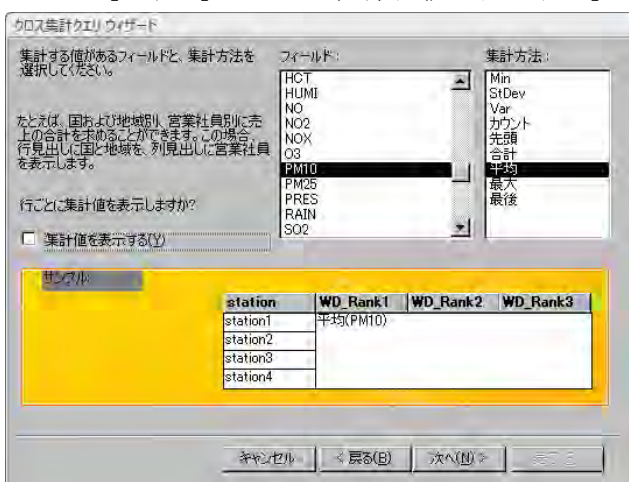 クロス集計クエリ ウィザード
集計する値があるフィールドと、集計方法を
選択してください。
たとえば、国および地域別、営業社員別に売
上の合計を求めることができます。この場合、
行見出しに国と地域を、列見出しに営業社員
を表示します。
行ごとに集計値を表示しますか?
集計値を表示する(Y)
フィールド:
HCT
HUMI
NO
NO2
NOX
O3
PM10
PM25
PRES
RAIN
SO2
集計方法:
Min
StDev
Var
カウント
先頭
合計
平均
最大
最後
サンプル:
station WD_Rank1 WD_Rank2 WD_Rank3
station1 平均(PM10)
station2
station3
station4
キャンセル < 戻る(B) 次へ(N) >